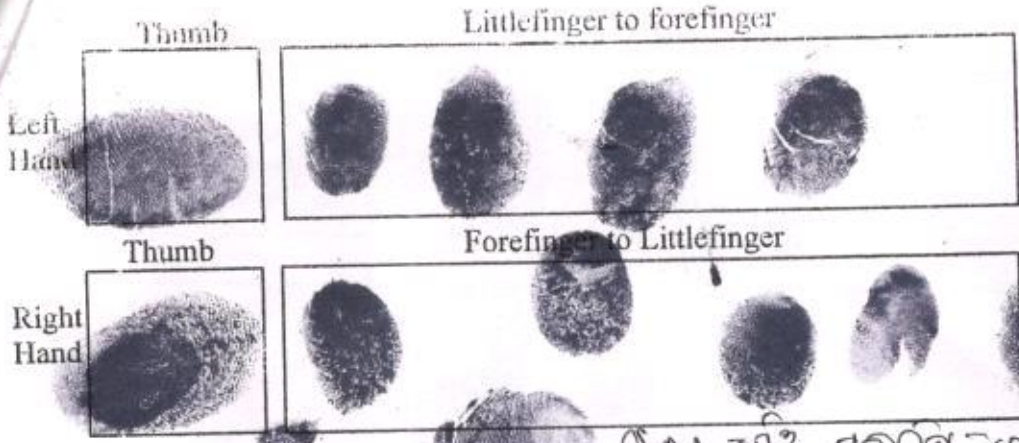 Thumb Littlefinger to forefinger
Left
Hand
Thumb Forefinger to Littlefinger
Right
Hand